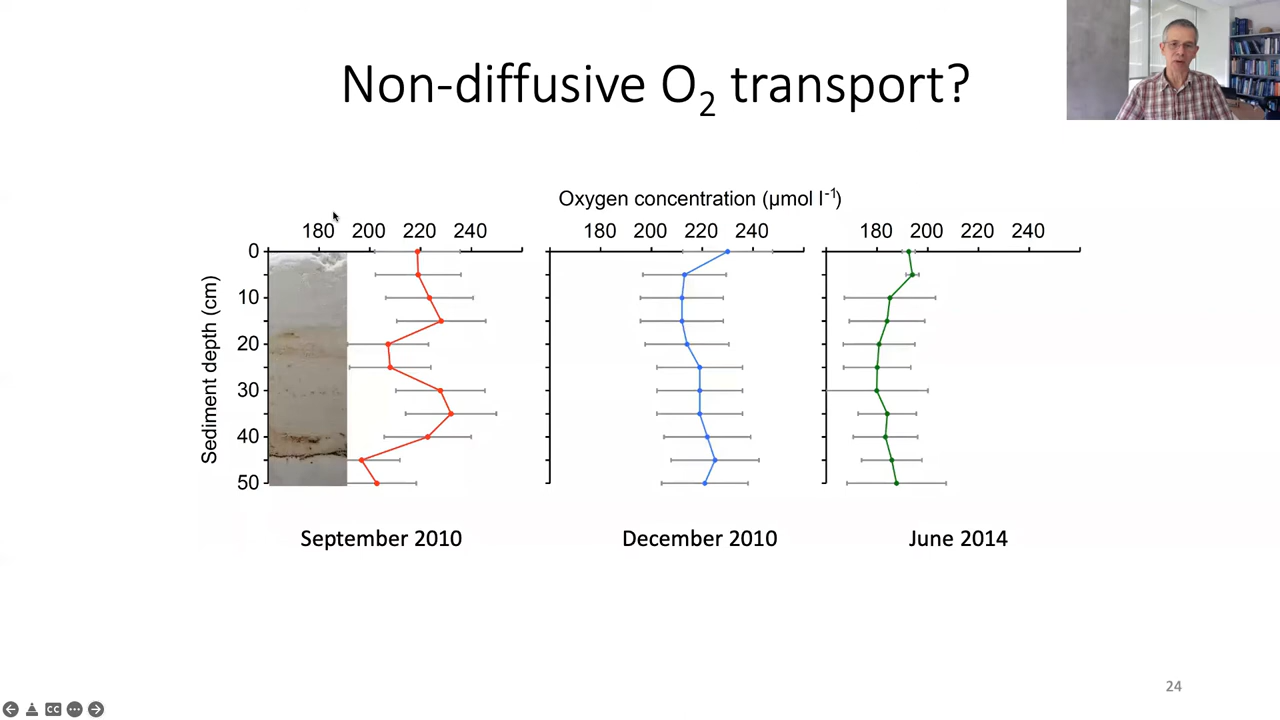 Non-diffusive O₂ transport?
Oxygen concentration (µmol l⁻¹)
180 200 220 240
180 200 220 240
180 200 220 240
Sediment depth (cm)
0
10
20
30
40
50
September 2010
December 2010
June 2014
24
CC